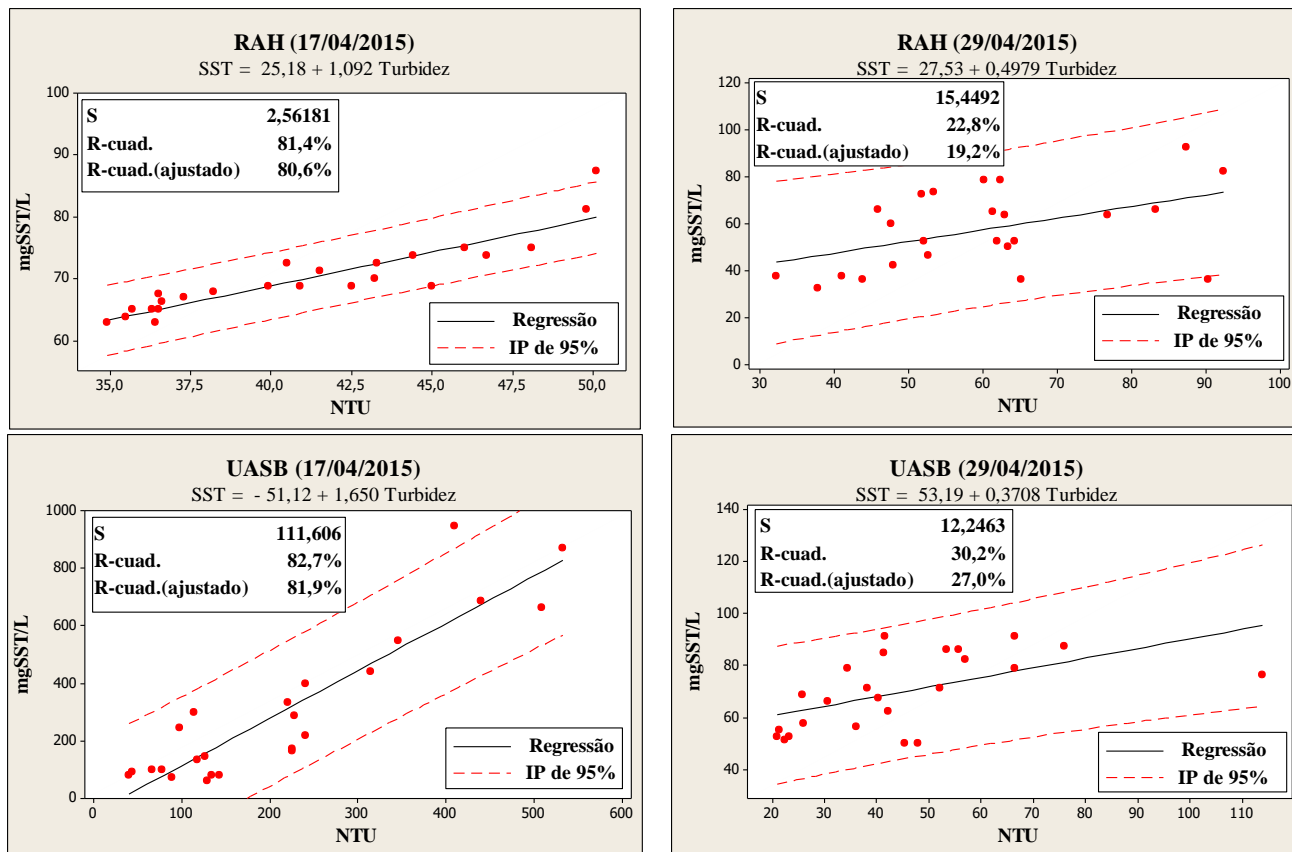 RAH (17/04/2015)
SST = 25,18 + 1,092 Turbidez
S 2,56181
R-cuad. 81,4%
R-cuad.(ajustado) 80,6%
mgSST/L
100
90
80
70
60
Regressão
IP de 95%
35,0 37,5 40,0 42,5 45,0 47,5 50,0
NTU
RAH (29/04/2015)
SST = 27,53 + 0,4979 Turbidez
S 15,4492
R-cuad. 22,8%
R-cuad.(ajustado) 19,2%
mgSST/L
120
100
80
60
40
20
0
Regressão
IP de 95%
30 40 50 60 70 80 90 100
NTU
UASB (17/04/2015)
SST = - 51,12 + 1,650 Turbidez
S 111,606
R-cuad. 82,7%
R-cuad.(ajustado) 81,9%
mgSST/L
1000
800
600
400
200
0
Regressão
IP de 95%
0 100 200 300 400 500 600
NTU
UASB (29/04/2015)
SST = 53,19 + 0,3708 Turbidez
S 12,2463
R-cuad. 30,2%
R-cuad.(ajustado) 27,0%
mgSST/L
140
120
100
80
60
40
Regressão
IP de 95%
20 30 40 50 60 70 80 90 100 110
NTU